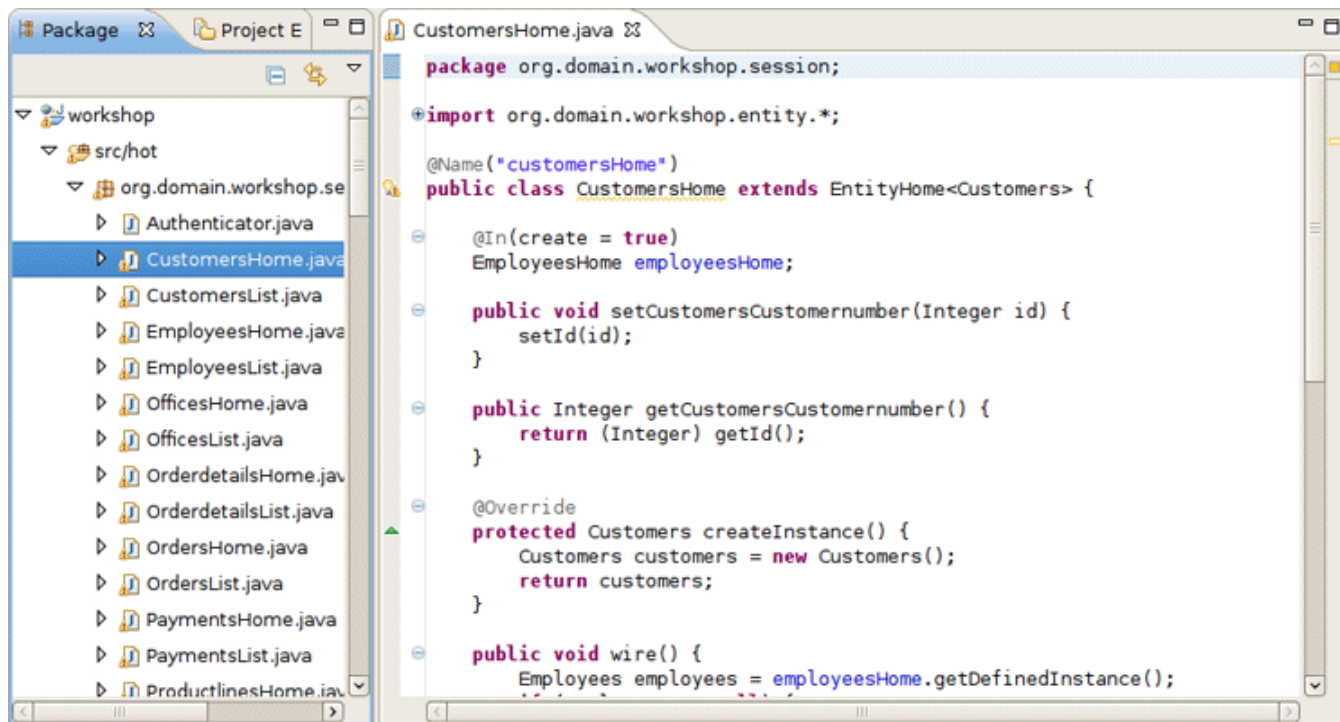 Package
Project E
workshop
src/hot
org.domain.workshop.se
Authenticator.java
CustomersHome.java
CustomersList.java
EmployeesHome.java
EmployeesList.java
OfficesHome.java
OfficesList.java
OrderdetailsHome.jav
OrderdetailsList.java
OrdersHome.java
OrdersList.java
PaymentsHome.java
PaymentsList.java
ProductlinesHome.jav
CustomersHome.java
package org.domain.workshop.session;
import org.domain.workshop.entity.*;
@Name("customersHome")
public class CustomersHome extends EntityHome<Customers> {
@In(create = true)
EmployeesHome employeesHome;
public void setCustomersCustomernumber(Integer id) {
setId(id);
}
public Integer getCustomersCustomernumber() {
return (Integer) getId();
}
@Override
protected Customers createInstance() {
Customers customers = new Customers();
return customers;
}
public void wire() {
Employees employees = employeesHome.getDefinedInstance();